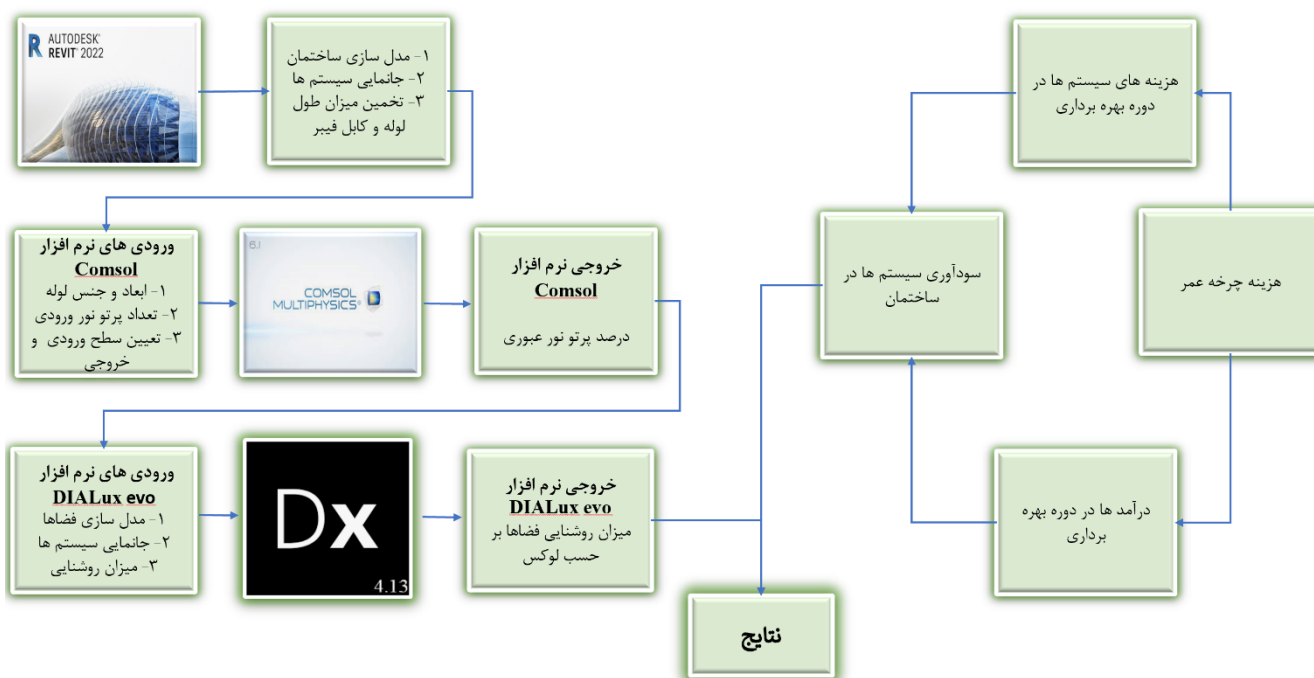 AUTODESK®
REVIT® 2022
۱- مدل سازی ساختمان
۲- جانمایی سیستم ها
۳- تخمین میزان طول
لوله و کابل فیبر
ورودی های نرم افزار
Comsol
۱- ابعاد و جنس لوله
۲- تعداد پرتو نور ورودی
۳- تعیین سطح ورودی و
خروجی
6.1
COMSOL
MULTIPHYSICS®
خروجی نرم افزار
Comsol
درصد پرتو نور عبوری
ورودی های نرم افزار
DIALux evo
۱- مدل سازی فضاها
۲- جانمایی سیستم ها
۳- میزان روشنایی
Dx
4.13
خروجی نرم افزار
DIALux evo
میزان روشنایی فضاها بر
حسب لوکس
هزینه چرخه عمر
هزینه های سیستم ها در
دوره بهره برداری
درآمد ها در دوره بهره
برداری
سودآوری سیستم ها در
ساختمان
نتایج